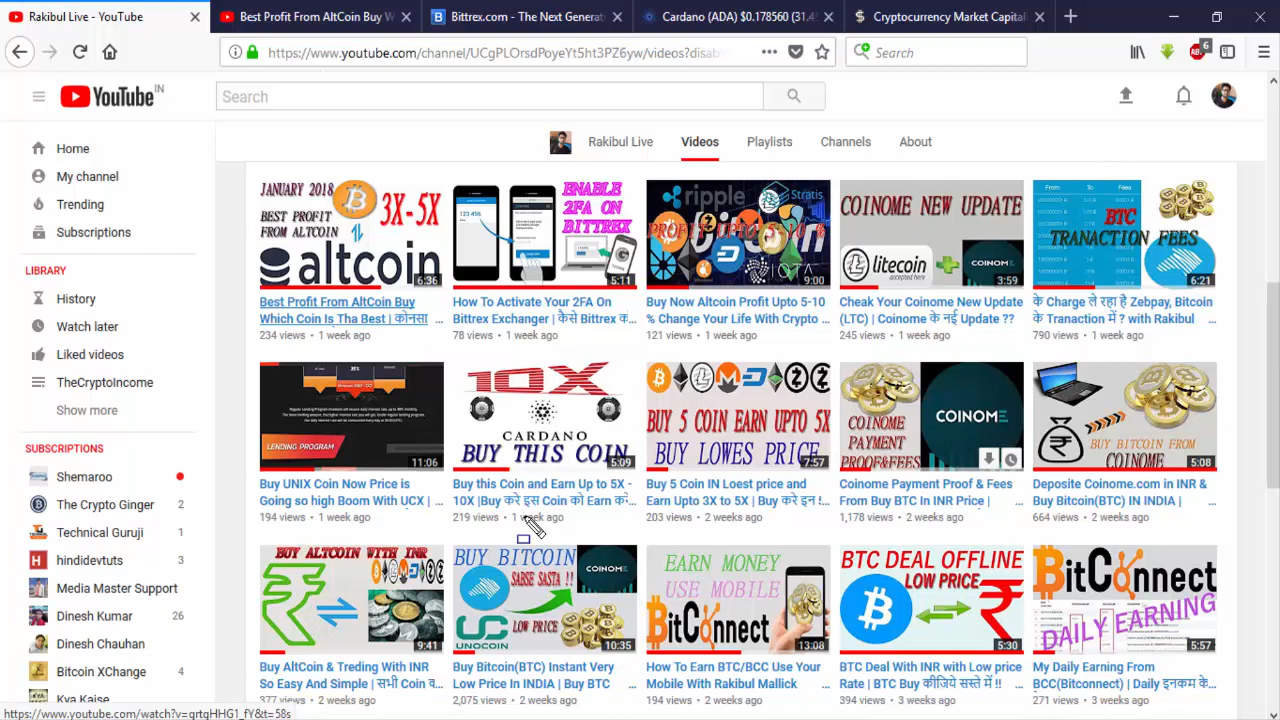 Rakibul Live - YouTube
Best Profit From AltCoin Buy W
Bittrex.com - The Next Generat
Cardano (ADA) $0.178560 (31.4
Cryptocurrency Market Capital
https://www.youtube.com/channel/UCgPLOrsdPoyeYt5ht3PZ6yw/videos?disab
Search
6
YouTube IN
Search
Rakibul Live
Videos
Playlists
Channels
About
Home
My channel
Trending
Subscriptions
LIBRARY
History
Watch later
Liked videos
TheCryptoIncome
Show more
SUBSCRIPTIONS
Shemaroo
The Crypto Ginger 2
Technical Guruji 1
hindidevtuts 3
Media Master Support
Dinesh Kumar 26
Dinesh Chauhan
Bitcoin XChange 4
Kya Kaise
JANUARY 2018
BEST PROFIT
FROM ALTCOIN
3X-5X
altcoin
6:36
Best Profit From AltCoin Buy
Which Coin Is Tha Best | कोनसा
234 views • 1 week ago
ENABLE
2FA ON
BITTREX
123 456
5:11
How To Activate Your 2FA On
Bittrex Exchanger | कैसे Bittrex क...
78 views • 1 week ago
ripple
Stratis
9:00
Buy Now Altcoin Profit Upto 5-10
% Change Your Life With Crypto ...
121 views • 1 week ago
COINOME NEW UPDATE
litecoin
accepted here
COINOME
3:59
Cheak Your Coinome New Update
(LTC) | Coinome के नई Update ??
245 views • 1 week ago
From To Fees
BTC
TRANACTION FEES
6:21
के Charge ले रहा है Zebpay, Bitcoin
के Tranaction में ? with Rakibul ...
790 views • 1 week ago
LENDING PROGRAM
11:06
Buy UNIX Coin Now Price is
Going so high Boom With UCX | ...
194 views • 1 week ago
10X
CARDANO
BUY THIS COIN
5:09
Buy this Coin and Earn Up to 5X -
10X |Buy करे इस Coin को Earn क...
219 views • 1 week ago
BUY 5 COIN EARN UPTO 5X
BUY LOWES PRICE
7:57
Buy 5 Coin IN Loest price and
Earn Upto 3X to 5X | Buy करे इन 5...
203 views • 2 weeks ago
COINOME
PAYMENT
PROOF&FEES
COINOME
Coinome Payment Proof & Fees
From Buy BTC IN INR Price | ...
1,178 views • 2 weeks ago
BUY BITCOIN FROM
COINOME
5:08
Deposite Coinome.com in INR &
Buy Bitcoin(BTC) IN INDIA | ...
664 views • 2 weeks ago
BUY ALTCOIN WITH INR
Buy AltCoin & Treding With INR
So Easy And Simple | सभी Coin व...
377 views • 2 weeks ago
BUY BITCOIN
SABSE SASTA !!
COINOME
UNOCOIN
10:35
Buy Bitcoin(BTC) Instant Very
Low Price In INDIA | Buy BTC ...
2,075 views • 2 weeks ago
EARN MONEY
USE MOBILE
BitConnect
13:08
How To Earn BTC/BCC Use Your
Mobile With Rakibul Mallick
194 views • 2 weeks ago
BTC DEAL OFFLINE
LOW PRICE
5:30
BTC Deal With INR with Low price
Rate | BTC Buy कीजिये सस्ते में !!
340 views • 3 weeks ago
BitConnect
DAILY EARNING
5:57
My Daily Earning From
BCC(Bitconnect) | Daily इनकम के...
121 views • 3 weeks ago
https://www.youtube.com/watch?v=qrtgHHG1_fY&t=58s